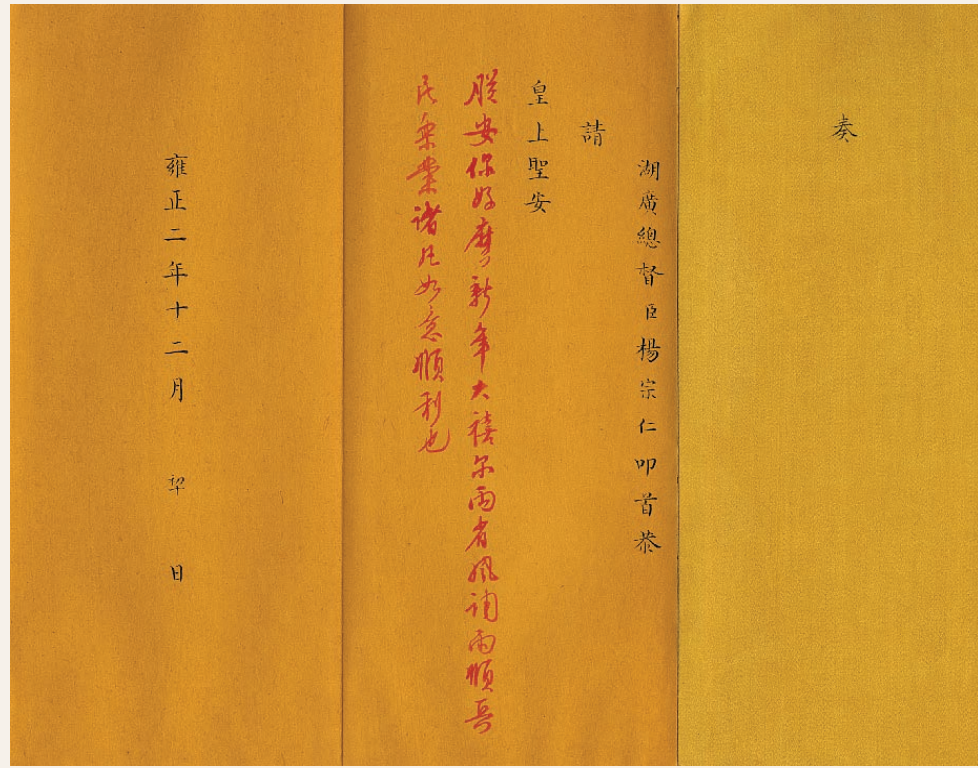 奏
湖廣總督臣楊宗仁叩首恭
請
皇上聖安
朕安你好麽新年大禧尔兩省風調雨順兵
民樂業諸凡如意順利也
雍正二年十二月 日